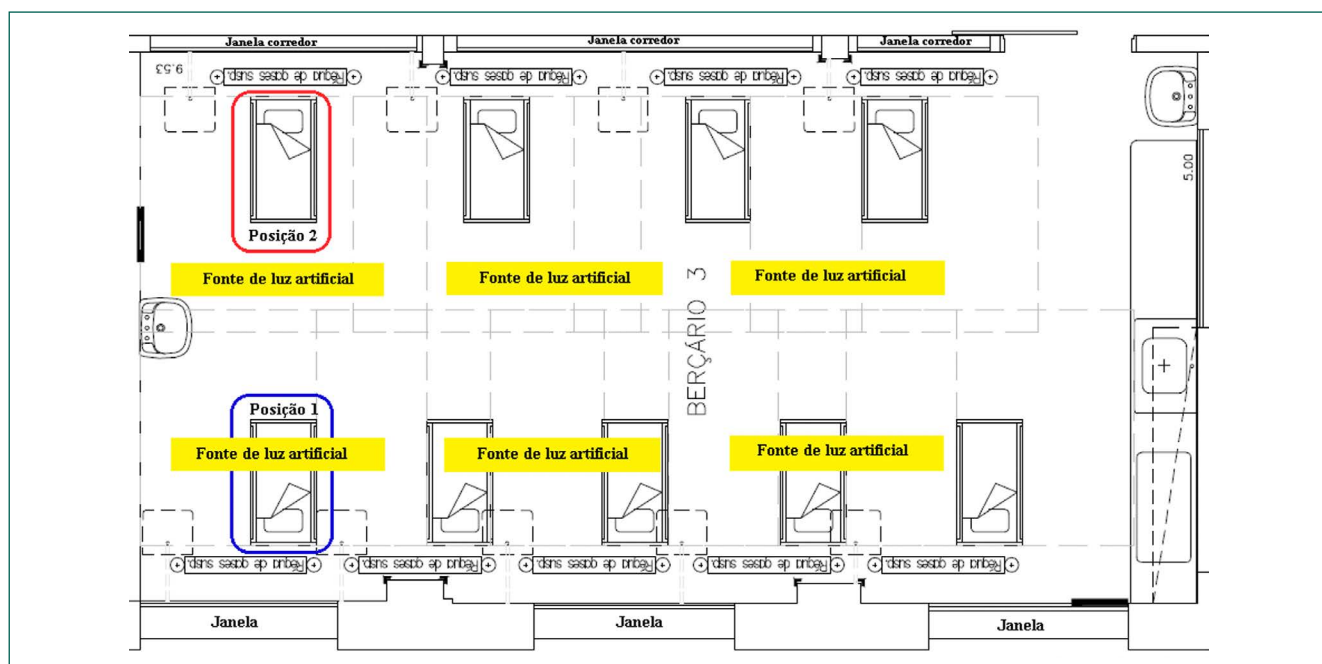 Janela corredor
Janela corredor
Janela corredor
9.53
Régua de gases susp.
Régua de gases susp.
Régua de gases susp.
Régua de gases susp.
5.00
Posição 2
Fonte de luz artificial
Fonte de luz artificial
Fonte de luz artificial
BERÇÁRIO 3
Posição 1
Fonte de luz artificial
Fonte de luz artificial
Fonte de luz artificial
Régua de gases susp.
Régua de gases susp.
Régua de gases susp.
Régua de gases susp.
Régua de gases susp.
Janela
Janela
Janela